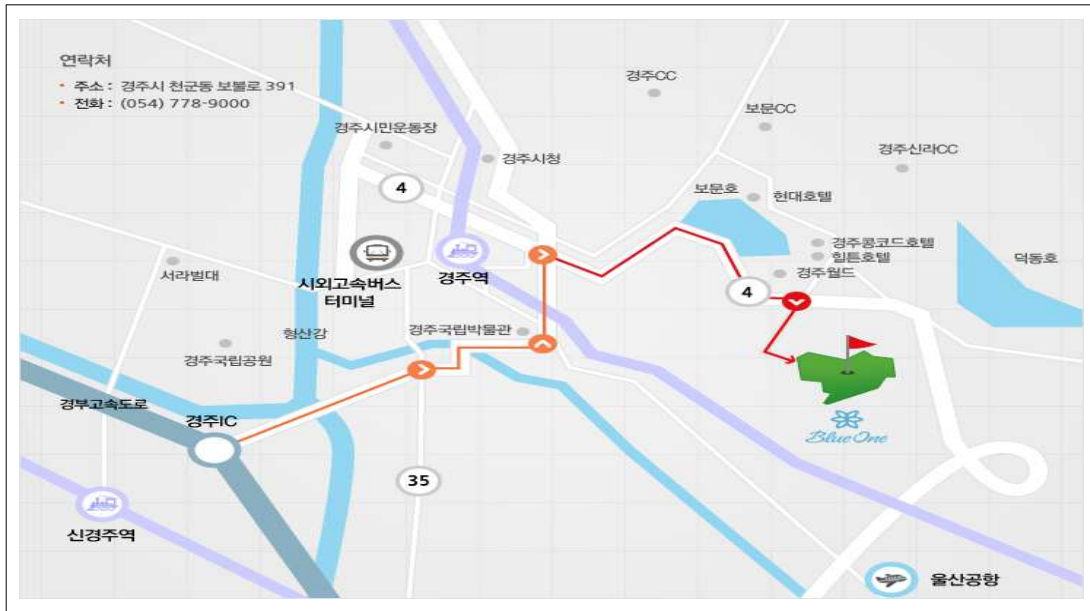 연락처
• 주소 : 경주시 천군동 보불로 391
• 전화 : (054) 778-9000
경주CC
보문CC
경주시민운동장
경주시청
경주신라CC
4
보문호
현대호텔
경주콩코드호텔
힐튼호텔
경주월드
덕동호
서라벌대
시외고속버스
터미널
경주역
4
형산강
경주국립박물관
경주국립공원
경부고속도로
경주IC
Blue One
35
신경주역
울산공항